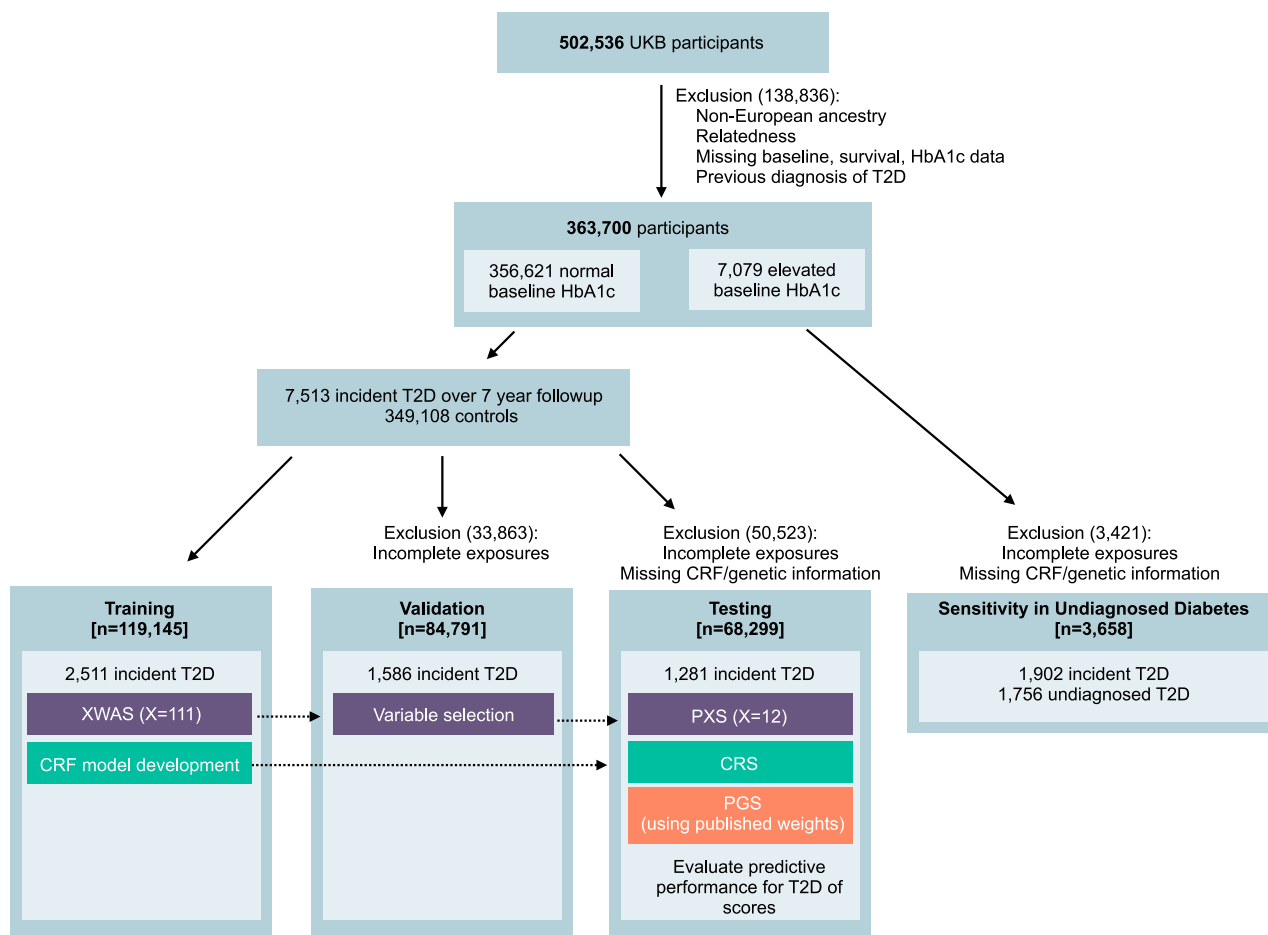 502,536 UKB participants
Exclusion (138,836):
Non-European ancestry
Relatedness
Missing baseline, survival, HbA1c data
Previous diagnosis of T2D
363,700 participants
356,621 normal
baseline HbA1c
7,079 elevated
baseline HbA1c
7,513 incident T2D over 7 year followup
349,108 controls
Exclusion (33,863):
Incomplete exposures
Exclusion (50,523):
Incomplete exposures
Missing CRF/genetic information
Exclusion (3,421):
Incomplete exposures
Missing CRF/genetic information
Training
[n=119,145]
2,511 incident T2D
XWAS (X=111)
CRF model development
Validation
[n=84,791]
1,586 incident T2D
Variable selection
Testing
[n=68,299]
1,281 incident T2D
PXS (X=12)
CRS
PGS
(using published weights)
Evaluate predictive
performance for T2D of
scores
Sensitivity in Undiagnosed Diabetes
[n=3,658]
1,902 incident T2D
1,756 undiagnosed T2D